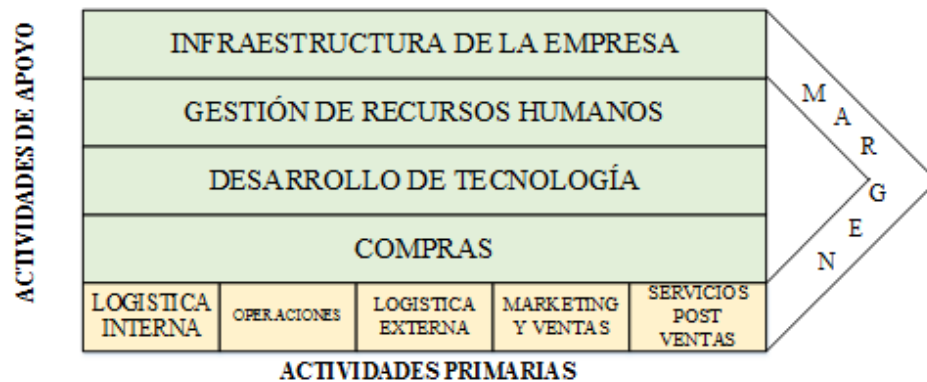 ACTIVIDADES DE APOYO
INFRAESTRUCTURA DE LA EMPRESA
GESTIÓN DE RECURSOS HUMANOS
DESARROLLO DE TECNOLOGÍA
COMPRAS
LOGISTICA
INTERNA
OPERACIONES
LOGISTICA
EXTERNA
MARKETING
Y VENTAS
SERVICIOS
POST
VENTAS
MARGEN
ACTIVIDADES PRIMARIAS